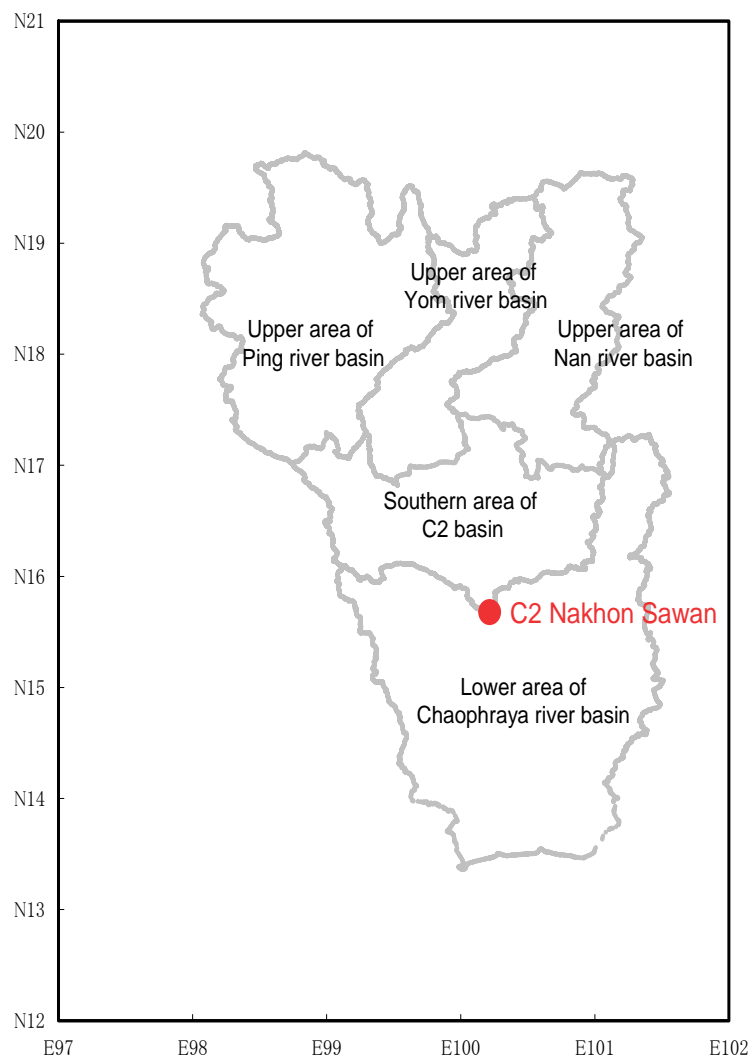 N21
N20
N19
N18
N17
N16
N15
N14
N13
N12
E97
E98
E99
E100
E101
E102
Upper area of
Yom river basin
Upper area of
Ping river basin
Upper area of
Nan river basin
Southern area of
C2 basin
C2 Nakhon Sawan
Lower area of
Chaophraya river basin